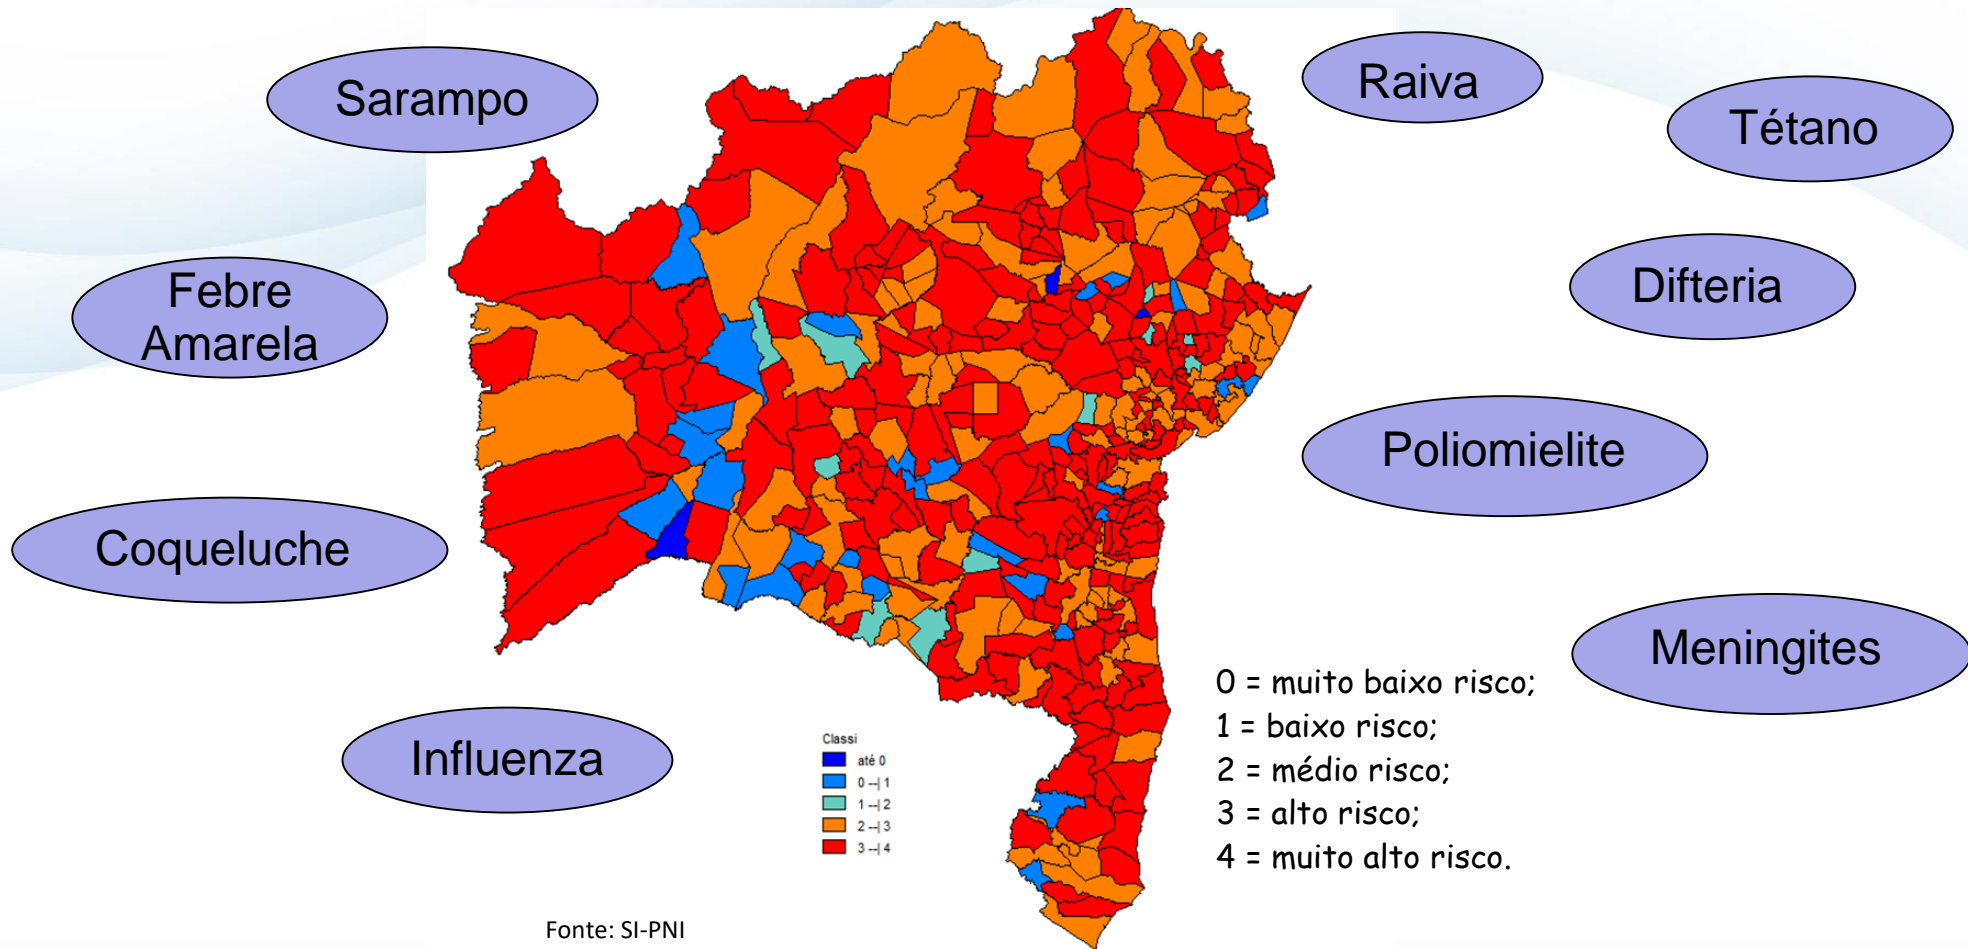 Sarampo
Raiva
Tétano
Febre
Amarela
Difteria
Poliomielite
Coqueluche
Meningites
Influenza
0 = muito baixo risco;
1 = baixo risco;
2 = médio risco;
3 = alto risco;
4 = muito alto risco.
Classi
até 0
0 --| 1
1 --| 2
2 --| 3
3 --| 4
Fonte: SI-PNI